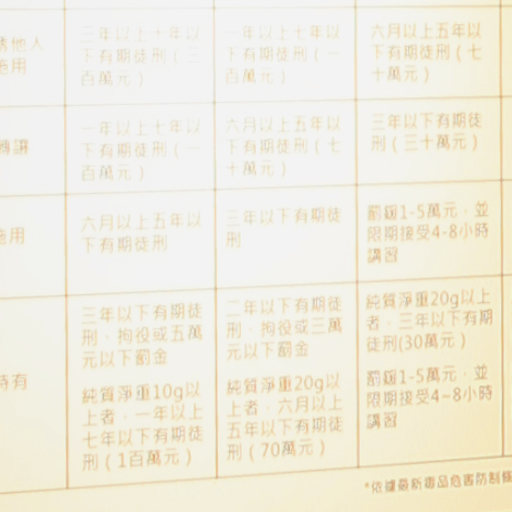 誘他人
施用
三年以上十年以
下有期徒刑（三
百萬元）
一年以上七年以
下有期徒刑（一
百萬元）
六月以上五年以
下有期徒刑（七
十萬元）
轉讓
一年以上七年以
下有期徒刑（一
百萬元）
六月以上五年以
下有期徒刑（七
十萬元）
三年以下有期徒
刑（三十萬元）
施用
六月以上五年以
下有期徒刑
三年以下有期徒
刑
罰鍰1-5萬元，並
限期接受4-8小時
講習
持有
三年以下有期徒
刑、拘役或五萬
元以下罰金
純質淨重10g以
上者，一年以上
七年以下有期徒
刑（1百萬元）
二年以下有期徒
刑、拘役或三萬
元以下罰金
純質淨重20g以
上者，六月以上
五年以下有期徒
刑（70萬元）
純質淨重20g以上
者，三年以下有期
徒刑(30萬元）
罰鍰1-5萬元，並
限期接受4~8小時
講習
*依據最新毒品危害防制條